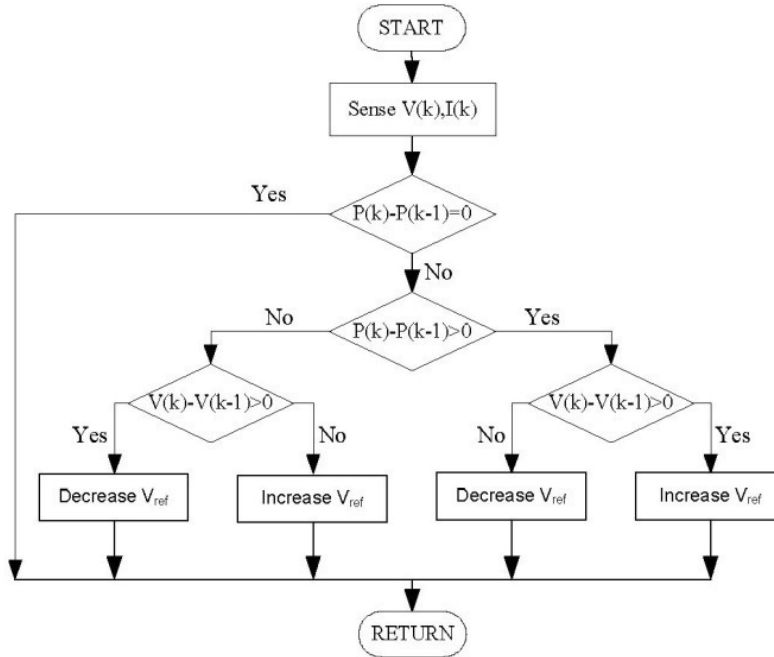 START
Sense V(k),I(k)
Yes
P(k)-P(k-1)=0
No
No
P(k)-P(k-1)>0
Yes
V(k)-V(k-1)>0
V(k)-V(k-1)>0
Yes
No
No
Yes
Decrease Vref
Increase Vref
Decrease Vref
Increase Vref
RETURN